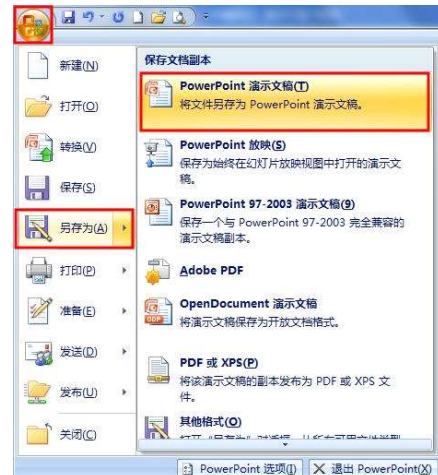 新建(N)
打开(O)
转换(V)
保存(S)
另存为(A)
打印(P)
准备(E)
发送(D)
发布(U)
关闭(C)
保存文档副本
PowerPoint 演示文稿(T)
将文件另存为 PowerPoint 演示文稿。
PowerPoint 放映(S)
保存为始终在幻灯片放映视图中打开的演示文
稿。
PowerPoint 97-2003 演示文稿(9)
保存一个与 PowerPoint 97-2003 完全兼容的
演示文稿副本。
Adobe PDF
OpenDocument 演示文稿
将演示文稿保存为开放文档格式。
PDF 或 XPS(P)
将该演示文稿的副本发布为 PDF 或 XPS 文
件。
其他格式(O)
PowerPoint 选项(I)
退出 PowerPoint(X)